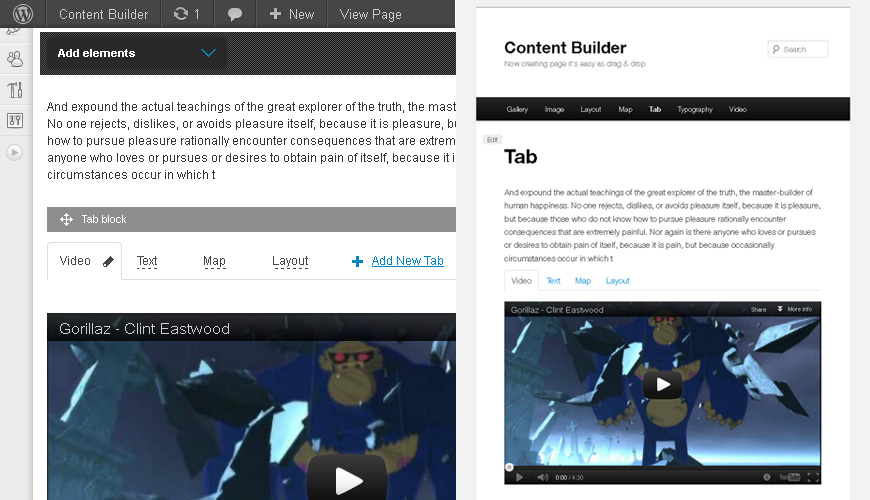 Content Builder
1
New
View Page
Add elements
And expound the actual teachings of the great explorer of the truth, the mast
No one rejects, dislikes, or avoids pleasure itself, because it is pleasure, bu
how to pursue pleasure rationally encounter consequences that are extrem
anyone who loves or pursues or desires to obtain pain of itself, because it i
circumstances occur in which t
Tab block
Video
Text
Map
Layout
Add New Tab
Gorillaz - Clint Eastwood
Content Builder
Now creating page it's easy as drag & drop
Search
Gallery
Image
Layout
Map
Tab
Typography
Video
Edit
Tab
And expound the actual teachings of the great explorer of the truth, the master-builder of
human happiness. No one rejects, dislikes, or avoids pleasure itself, because it is pleasure,
but because those who do not know how to pursue pleasure rationally encounter
consequences that are extremely painful. Nor again is there anyone who loves or pursues
or desires to obtain pain of itself, because it is pain, but because occasionally
circumstances occur in which t
Video
Text
Map
Layout
Gorillaz - Clint Eastwood
Share
More info
0:00 / 4:30
YouTube